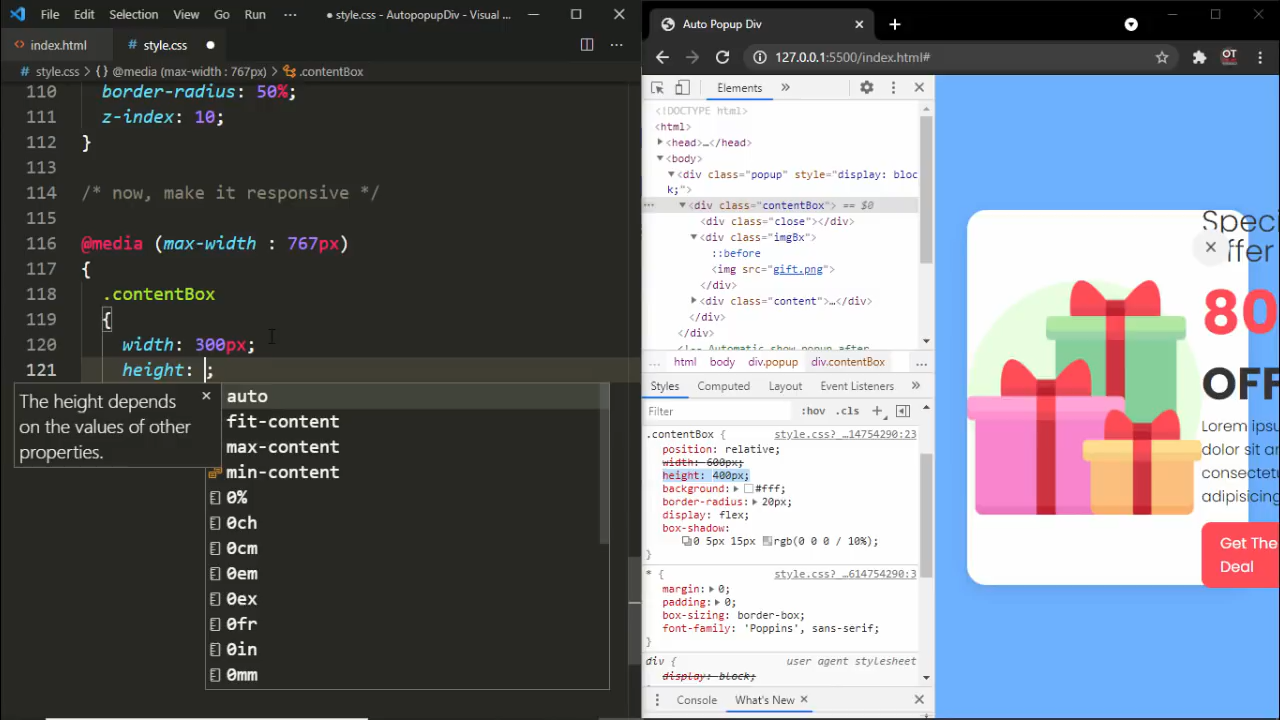 File Edit Selection View Go Run ··· ● style.css - AutopopupDiv - Visual ...
index.html style.css ●
style.css > {} @media (max-width : 767px) > .contentBox
110 border-radius: 50%;
111 z-index: 10;
112 }
113
114 /* now, make it responsive */
115
116 @media (max-width : 767px)
117 {
118 .contentBox
119 {
120 width: 300px;
121 height: ;
The height depends
on the values of other
properties.
auto
fit-content
max-content
min-content
0%
0ch
0cm
0em
0ex
0fr
0in
0mm
Auto Popup Div
127.0.0.1:5500/index.html#
OT
Elements »
<!DOCTYPE html>
<html>
<head>…</head>
<body>
<div class="popup" style="display: bloc
k;">
<div class="contentBox"> == $0
<div class="close"></div>
<div class="imgBx">
::before
<img src="gift.png">
</div>
<div class="content">…</div>
</div>
</div>
<!-- Automatic show popup after
... html body div.popup div.contentBox ...
Styles Computed Layout Event Listeners »
Filter :hov .cls +
.contentBox { style.css?_…14754290:23
position: relative;
width: 600px;
height: 400px;
background: #fff;
border-radius: 20px;
display: flex;
box-shadow:
0 5px 15px rgb(0 0 0 / 10%);
}
* { style.css?_…614754290:3
margin: 0;
padding: 0;
box-sizing: border-box;
font-family: 'Poppins', sans-serif;
}
div { user agent stylesheet
display: block;
Console What's New
80
OFF
Lorem ipsu
dolor sit
consectetu
adipisicing
Get The
Deal